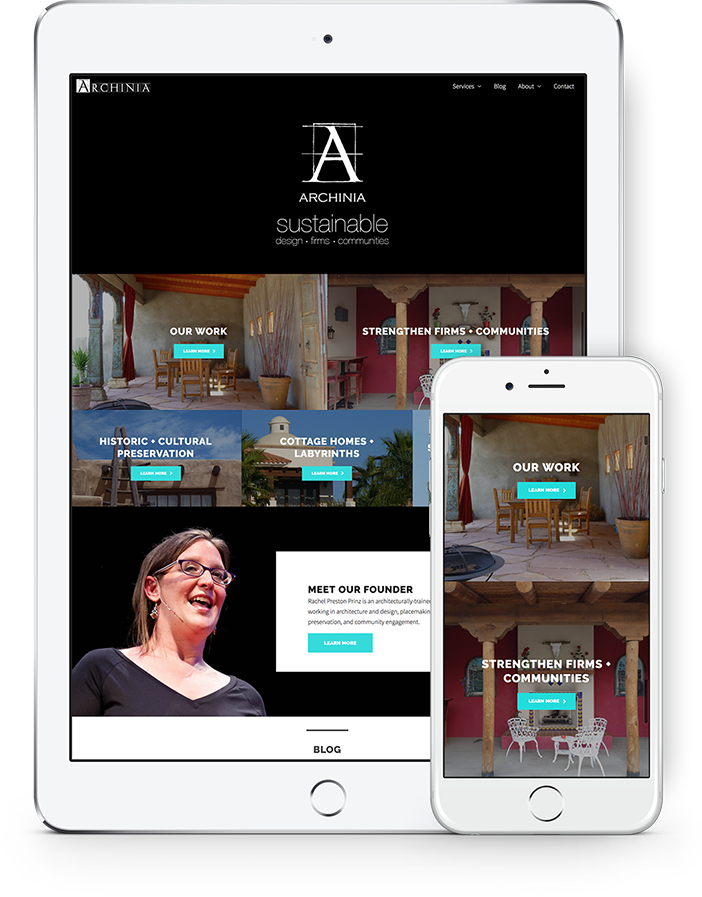 ARCHINIA
Services Blog About Contact
A
ARCHINIA
sustainable
design • firms • communities
OUR WORK
LEARN MORE
STRENGTHEN FIRMS + COMMUNITIES
LEARN MORE
HISTORIC + CULTURAL
PRESERVATION
LEARN MORE
COTTAGE HOMES +
LABYRINTHS
LEARN MORE
MEET OUR FOUNDER
Rachel Preston Prinz is an architecturally-trained
working in architecture and design, placemaking
preservation, and community engagement.
LEARN MORE
BLOG
OUR WORK
LEARN MORE
STRENGTHEN FIRMS +
COMMUNITIES
LEARN MORE